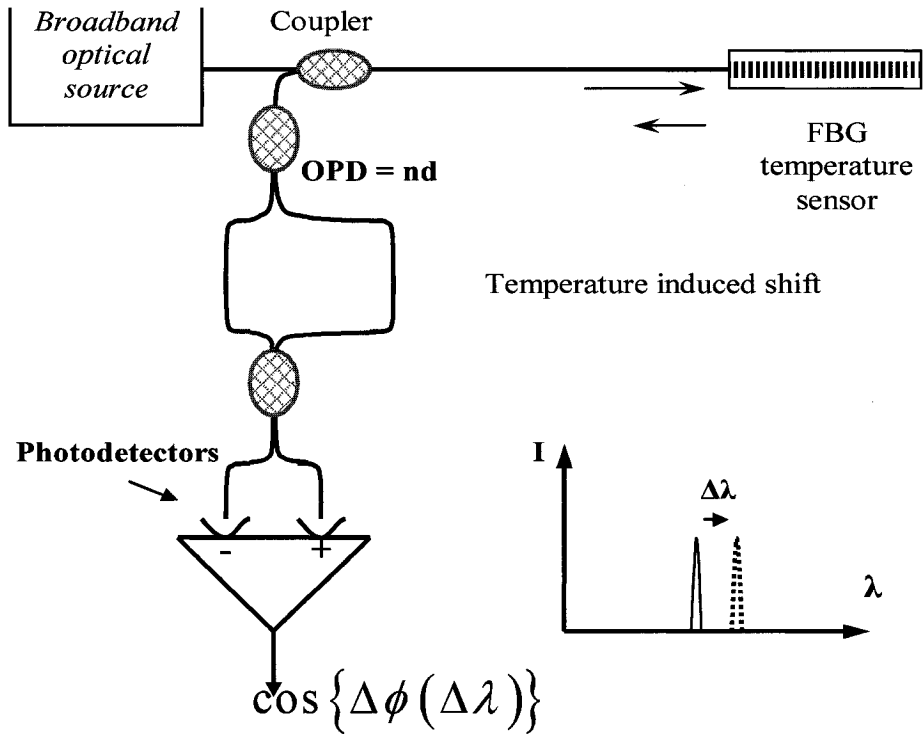 Broadband
optical
source
Coupler
OPD = nd
FBG
temperature
sensor
Temperature induced shift
Photodetectors
- +
I
Δλ
λ
cos{Δϕ(Δλ)}